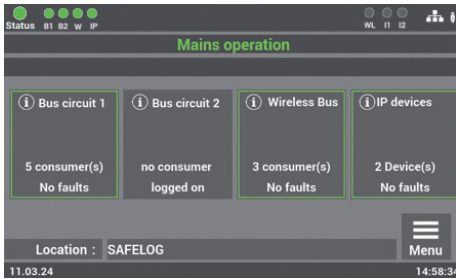 Status B1 B2 W IP WL I1 I2
Mains operation
Bus circuit 1
5 consumer(s)
No faults
Bus circuit 2
no consumer
logged on
Wireless Bus
3 consumer(s)
No faults
IP devices
2 Device(s)
No faults
Menu
Location : SAFELOG
11.03.24 14:58:34